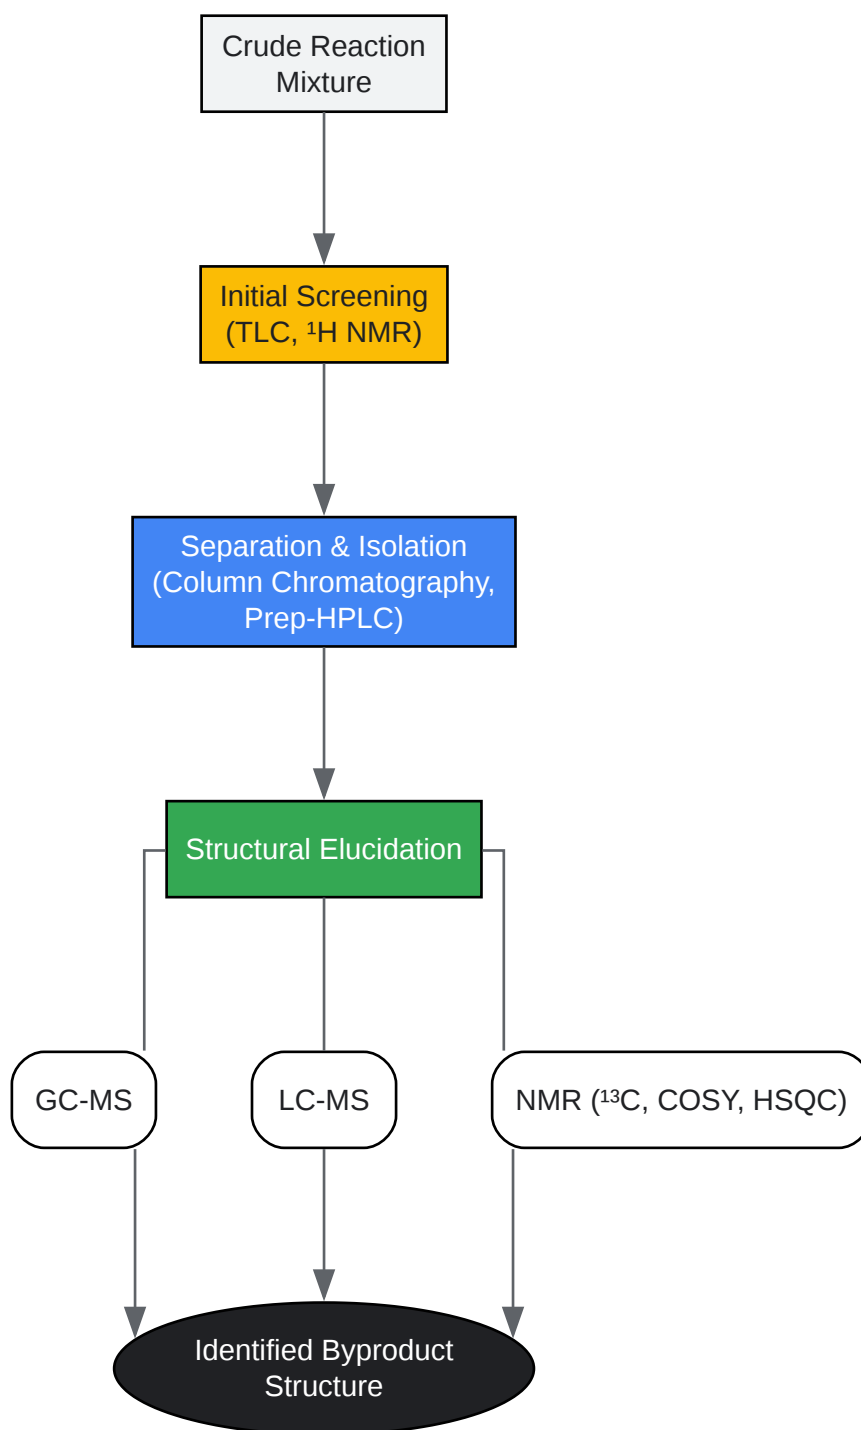 Crude Reaction
Mixture
Initial Screening
(TLC, ¹H NMR)
Separation & Isolation
(Column Chromatography,
Prep-HPLC)
Structural Elucidation
GC-MS
LC-MS
NMR (¹³C, COSY, HSQC)
Identified Byproduct
Structure